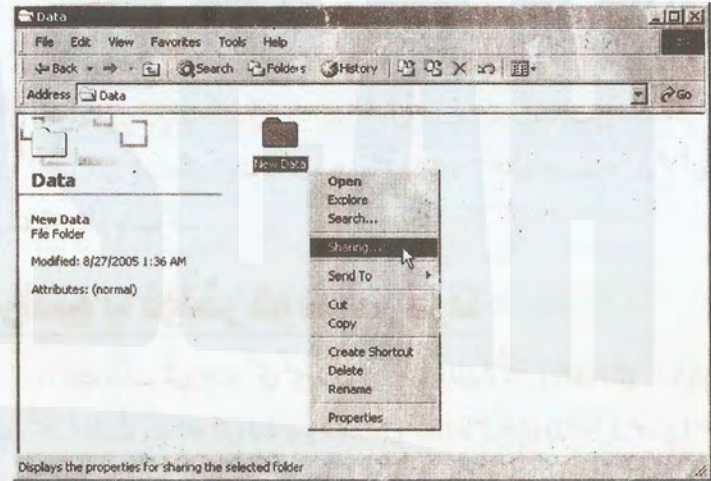 Data
File Edit View Favorites Tools Help
Back Search Folders History
Address Data Go
Data
New Data
File Folder
Modified: 8/27/2005 1:36 AM
Attributes: (normal)
New Data
Open
Explore
Search...
Sharing...
Send To
Cut
Copy
Create Shortcut
Delete
Rename
Properties
Displays the properties for sharing the selected folder